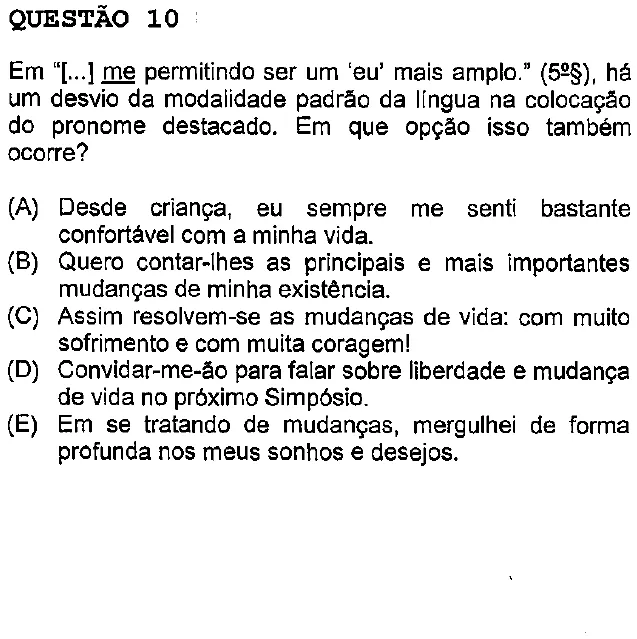 QUESTÃO 10
Em "[...] me permitindo ser um 'eu' mais amplo." (5º§), há
um desvio da modalidade padrão da língua na colocação
do pronome destacado. Em que opção isso também
ocorre?
(A) Desde criança, eu sempre me senti bastante
confortável com a minha vida.
(B) Quero contar-lhes as principais e mais importantes
mudanças de minha existência.
(C) Assim resolvem-se as mudanças de vida: com muito
sofrimento e com muita coragem!
(D) Convidar-me-ão para falar sobre liberdade e mudança
de vida no próximo Simpósio.
(E) Em se tratando de mudanças, mergulhei de forma
profunda nos meus sonhos e desejos.